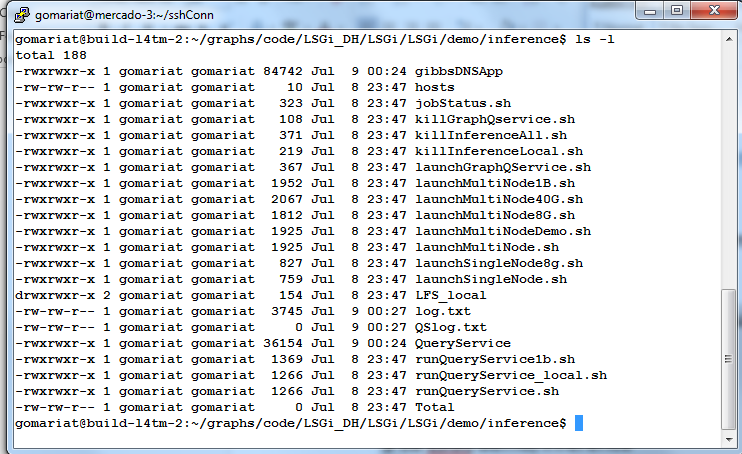 gomariat@mercado-3:~/sshConn
gomariat@build-l4tm-2:~/graphs/code/LSGi_DH/LSGi/LSGi/demo/inference$ ls -l
total 188
-rwxrwxr-x 1 gomariat gomariat 84742 Jul  9 00:24 gibbsDNSApp
-rw-rw-r-- 1 gomariat gomariat    10 Jul  8 23:47 hosts
-rwxrwxr-x 1 gomariat gomariat   323 Jul  8 23:47 jobStatus.sh
-rwxrwxr-x 1 gomariat gomariat   108 Jul  8 23:47 killGraphQservice.sh
-rwxrwxr-x 1 gomariat gomariat   371 Jul  8 23:47 killInferenceAll.sh
-rwxrwxr-x 1 gomariat gomariat   219 Jul  8 23:47 killInferenceLocal.sh
-rwxrwxr-x 1 gomariat gomariat   367 Jul  8 23:47 launchGraphQService.sh
-rwxrwxr-x 1 gomariat gomariat  1952 Jul  8 23:47 launchMultiNode1B.sh
-rwxrwxr-x 1 gomariat gomariat  2067 Jul  8 23:47 launchMultiNode40G.sh
-rwxrwxr-x 1 gomariat gomariat  1812 Jul  8 23:47 launchMultiNode8G.sh
-rwxrwxr-x 1 gomariat gomariat  1925 Jul  8 23:47 launchMultiNodeDemo.sh
-rwxrwxr-x 1 gomariat gomariat  1925 Jul  8 23:47 launchMultiNode.sh
-rwxrwxr-x 1 gomariat gomariat   827 Jul  8 23:47 launchSingleNode8g.sh
-rwxrwxr-x 1 gomariat gomariat   759 Jul  8 23:47 launchSingleNode.sh
drwxrwxr-x 2 gomariat gomariat   154 Jul  8 23:47 LFS_local
-rw-rw-r-- 1 gomariat gomariat  3745 Jul  9 00:27 log.txt
-rw-rw-r-- 1 gomariat gomariat     0 Jul  9 00:27 QSlog.txt
-rwxrwxr-x 1 gomariat gomariat 36154 Jul  9 00:24 QueryService
-rwxrwxr-x 1 gomariat gomariat  1369 Jul  8 23:47 runQueryService1b.sh
-rwxrwxr-x 1 gomariat gomariat  1266 Jul  8 23:47 runQueryService_local.sh
-rwxrwxr-x 1 gomariat gomariat  1266 Jul  8 23:47 runQueryService.sh
-rw-rw-r-- 1 gomariat gomariat     0 Jul  8 23:47 Total
gomariat@build-l4tm-2:~/graphs/code/LSGi_DH/LSGi/LSGi/demo/inference$